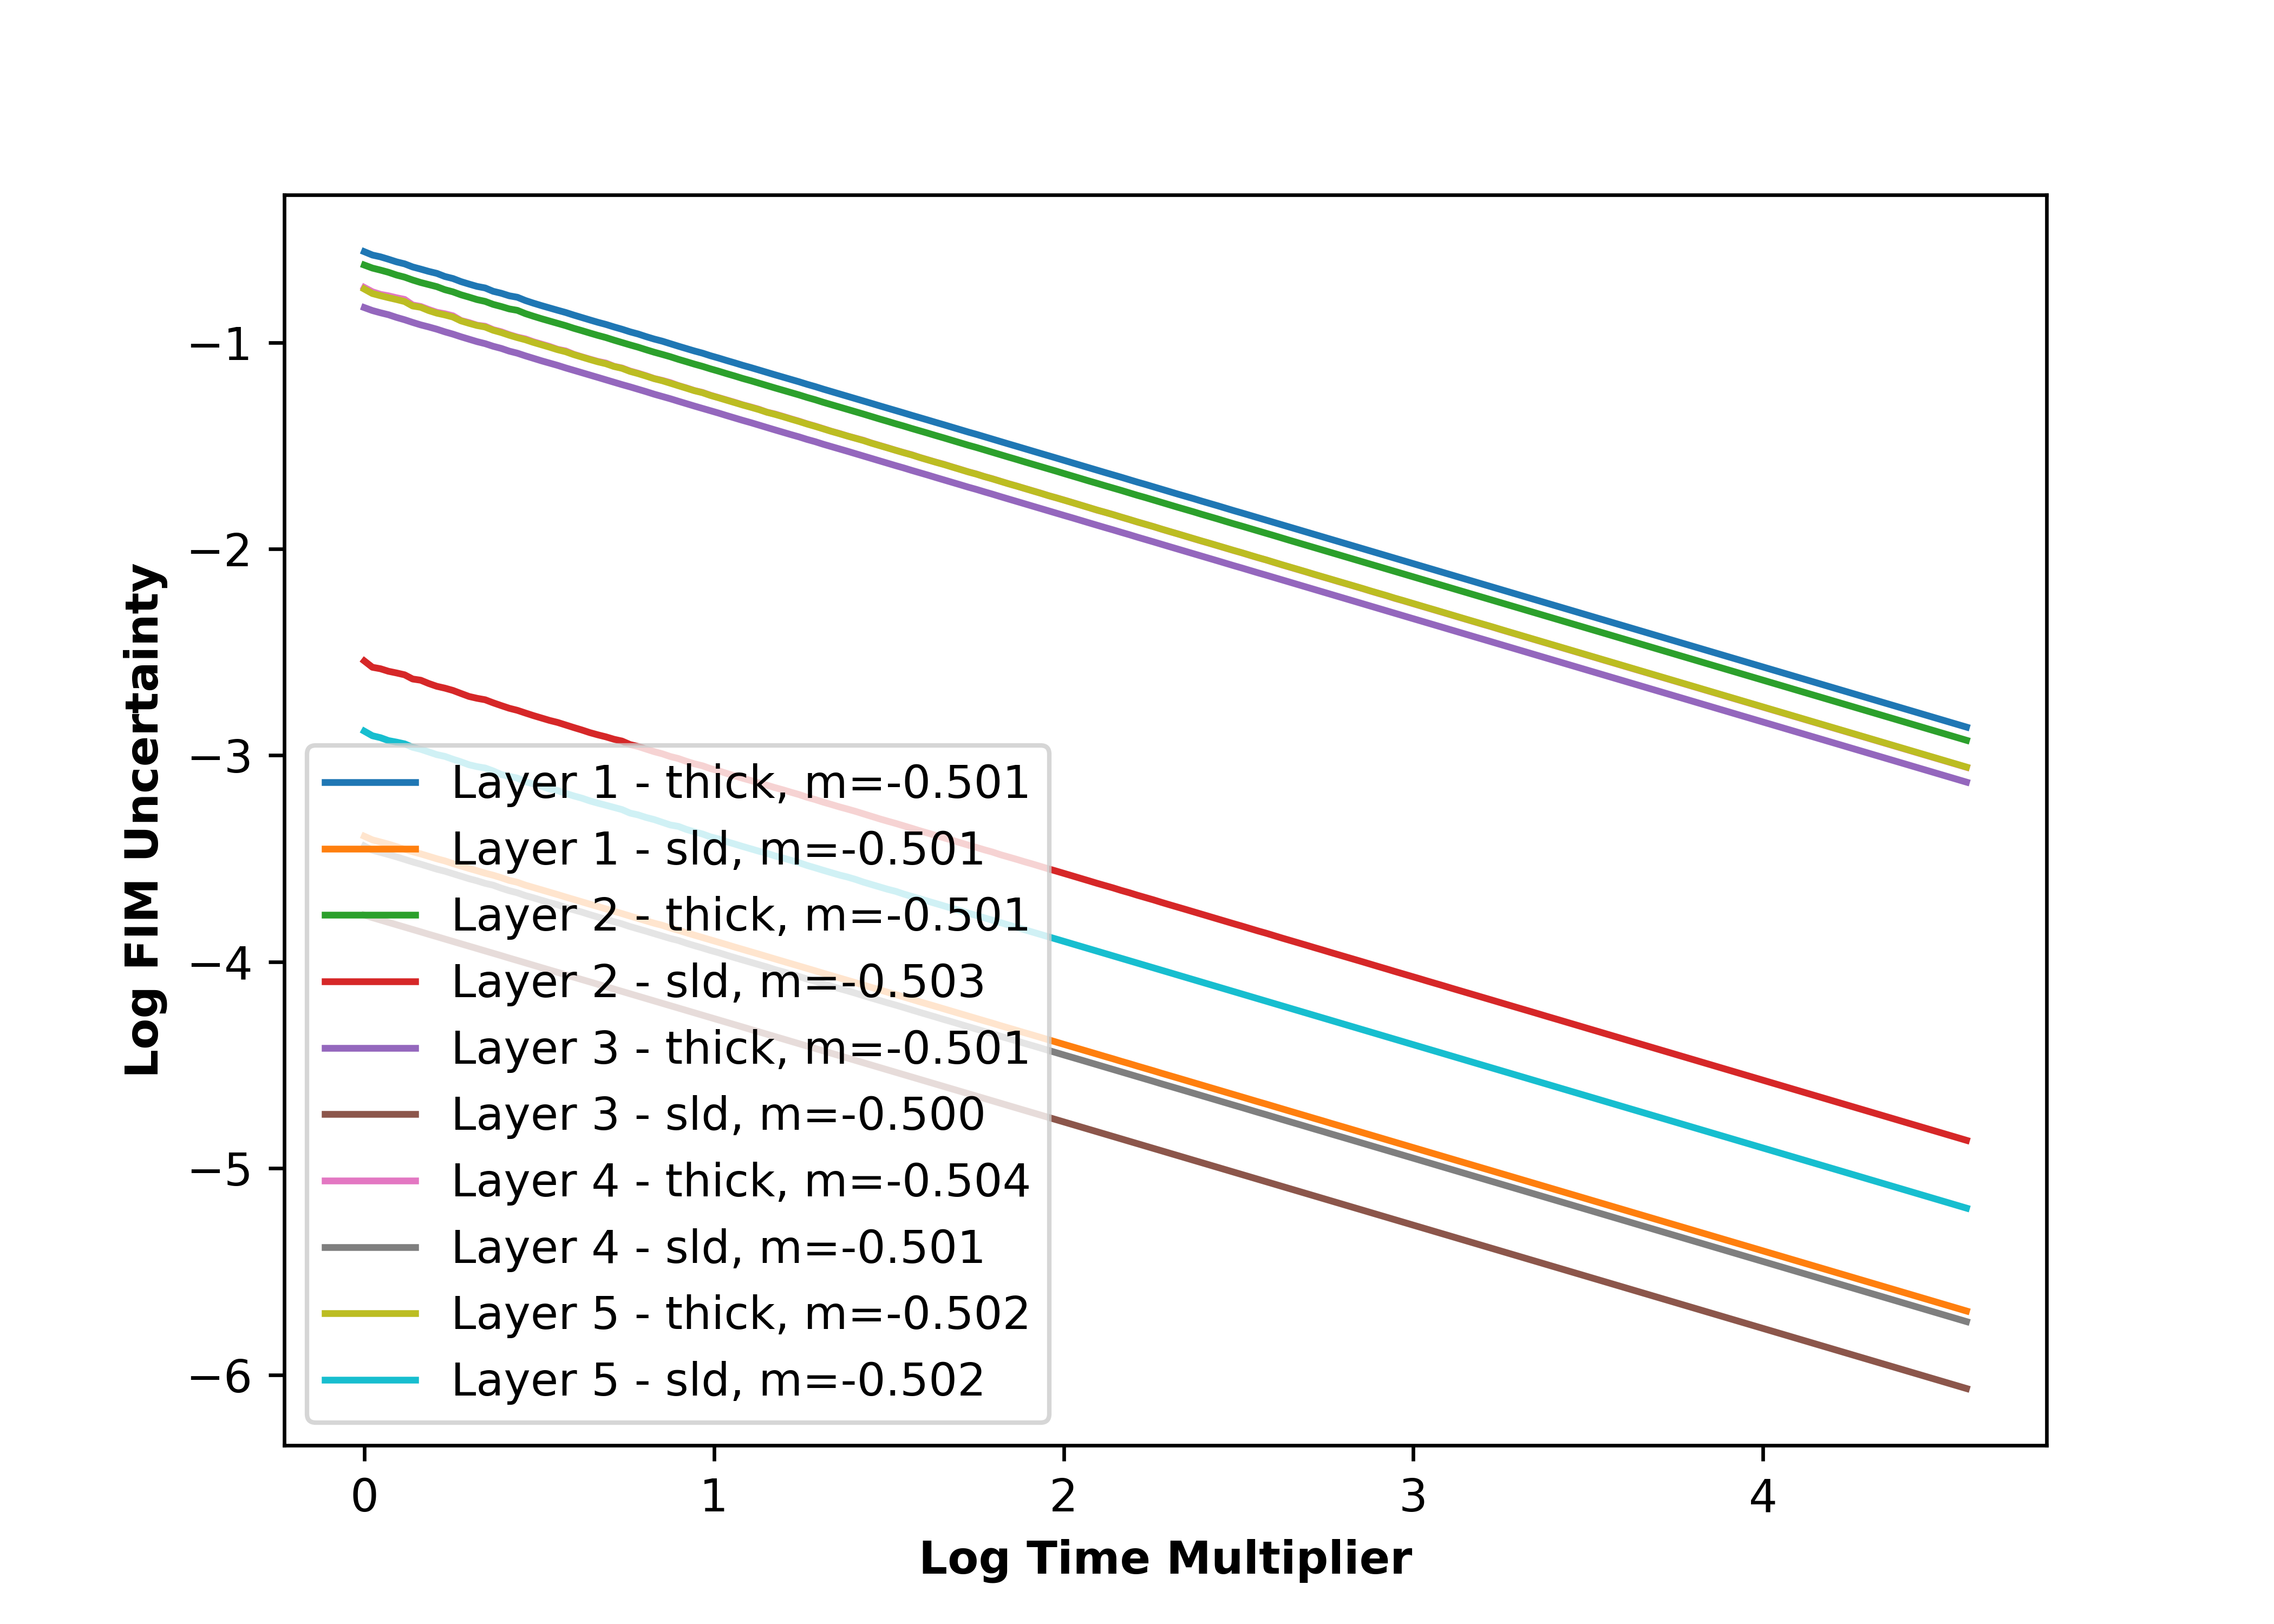 Log FIM Uncertainty
−1
−2
−3
−4
−5
−6
Layer 1 - thick, m=-0.501
Layer 1 - sld, m=-0.501
Layer 2 - thick, m=-0.501
Layer 2 - sld, m=-0.503
Layer 3 - thick, m=-0.501
Layer 3 - sld, m=-0.500
Layer 4 - thick, m=-0.504
Layer 4 - sld, m=-0.501
Layer 5 - thick, m=-0.502
Layer 5 - sld, m=-0.502
0 1 2 3 4
Log Time Multiplier